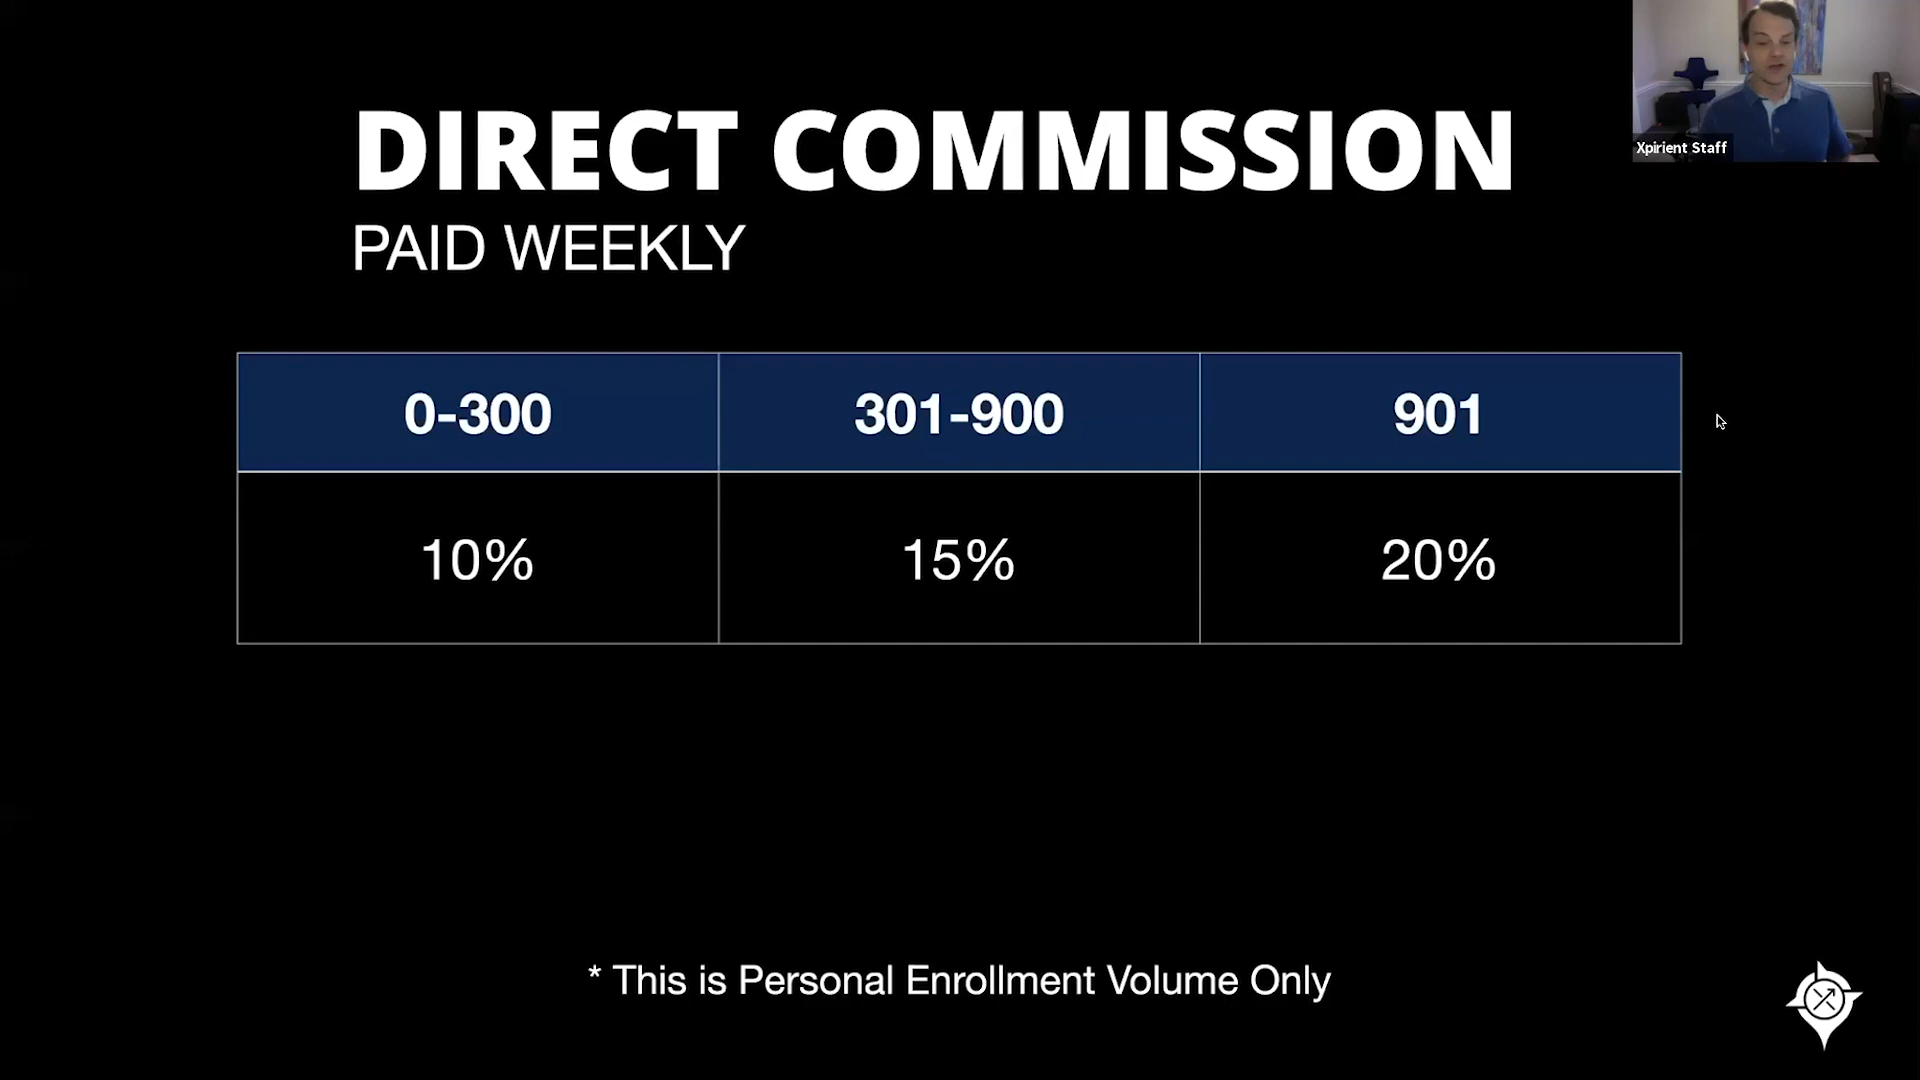 DIRECT COMMISSION
PAID WEEKLY
Xpirient Staff
0-300 301-900 901
10% 15% 20%
* This is Personal Enrollment Volume Only